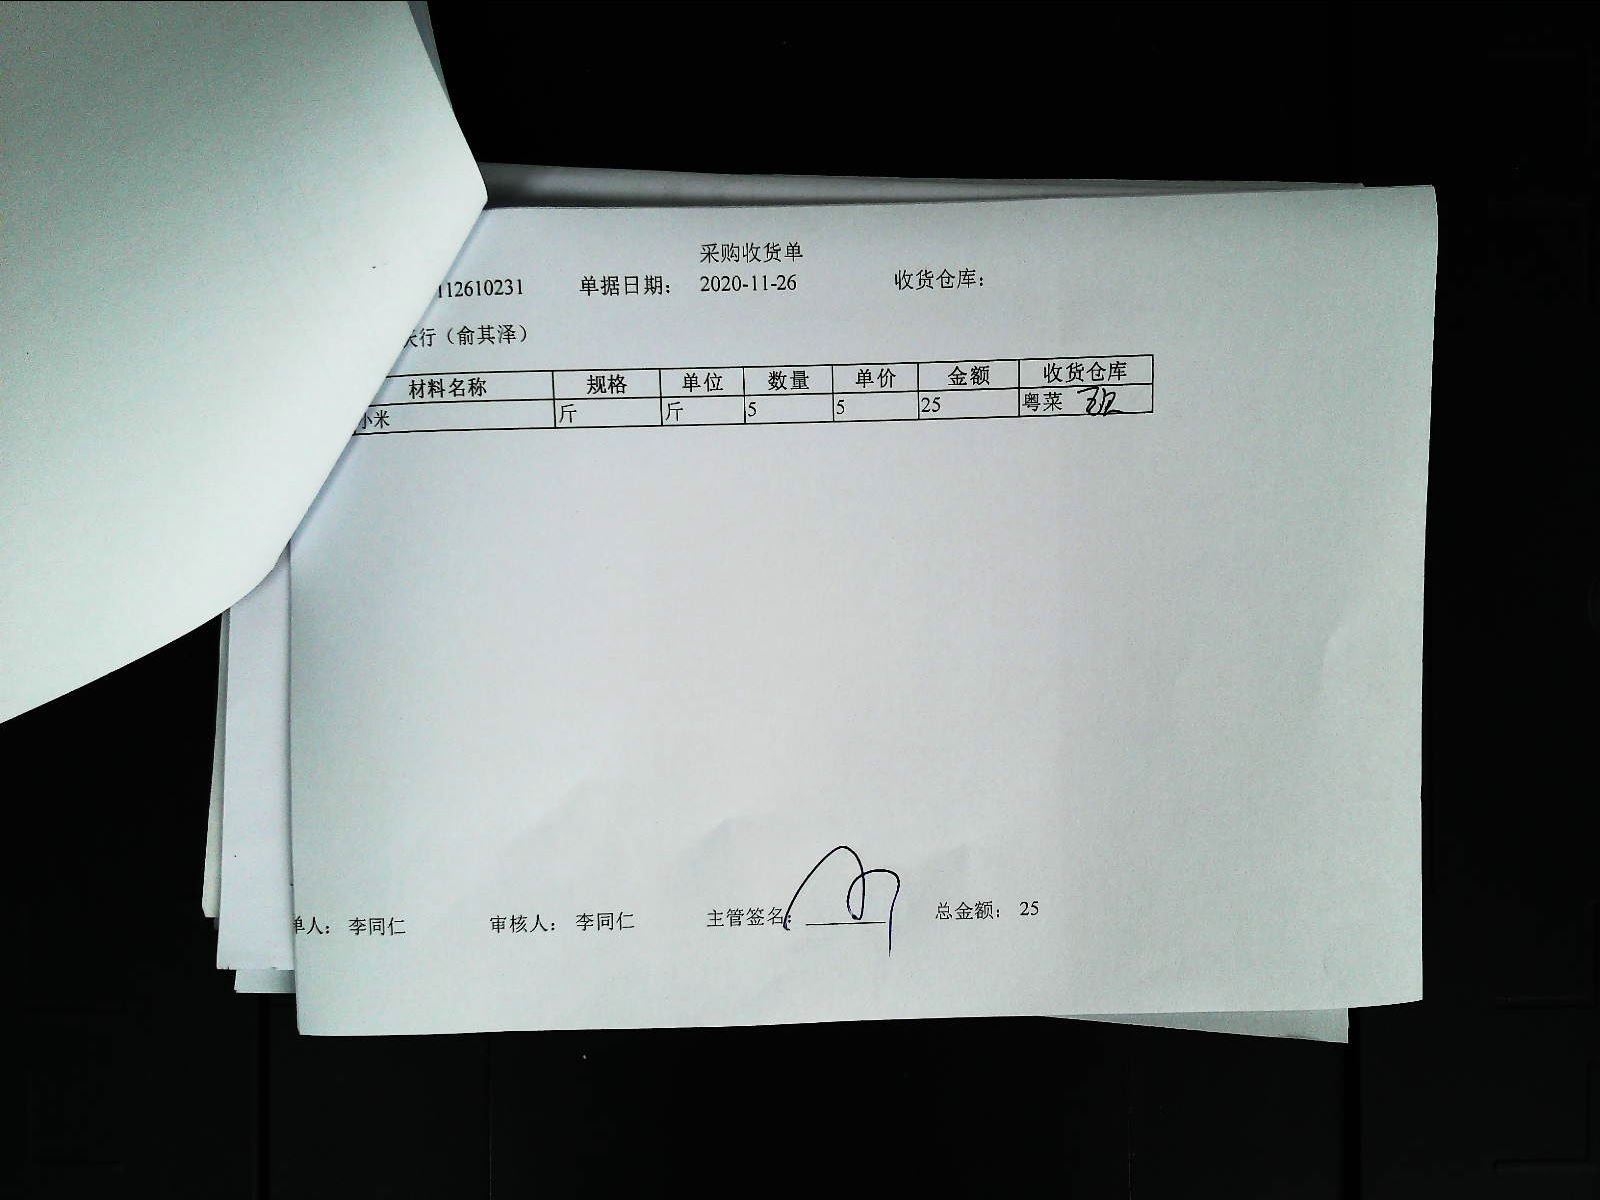 采购收货单
112610231 单据日期: 2020-11-26 收货仓库:
行（俞其泽）
材料名称 规格 单位 数量 单价 金额 收货仓库
小米 斤 斤 5 5 25 粤菜
单人: 李同仁 审核人: 李同仁 主管签名: 总金额: 25